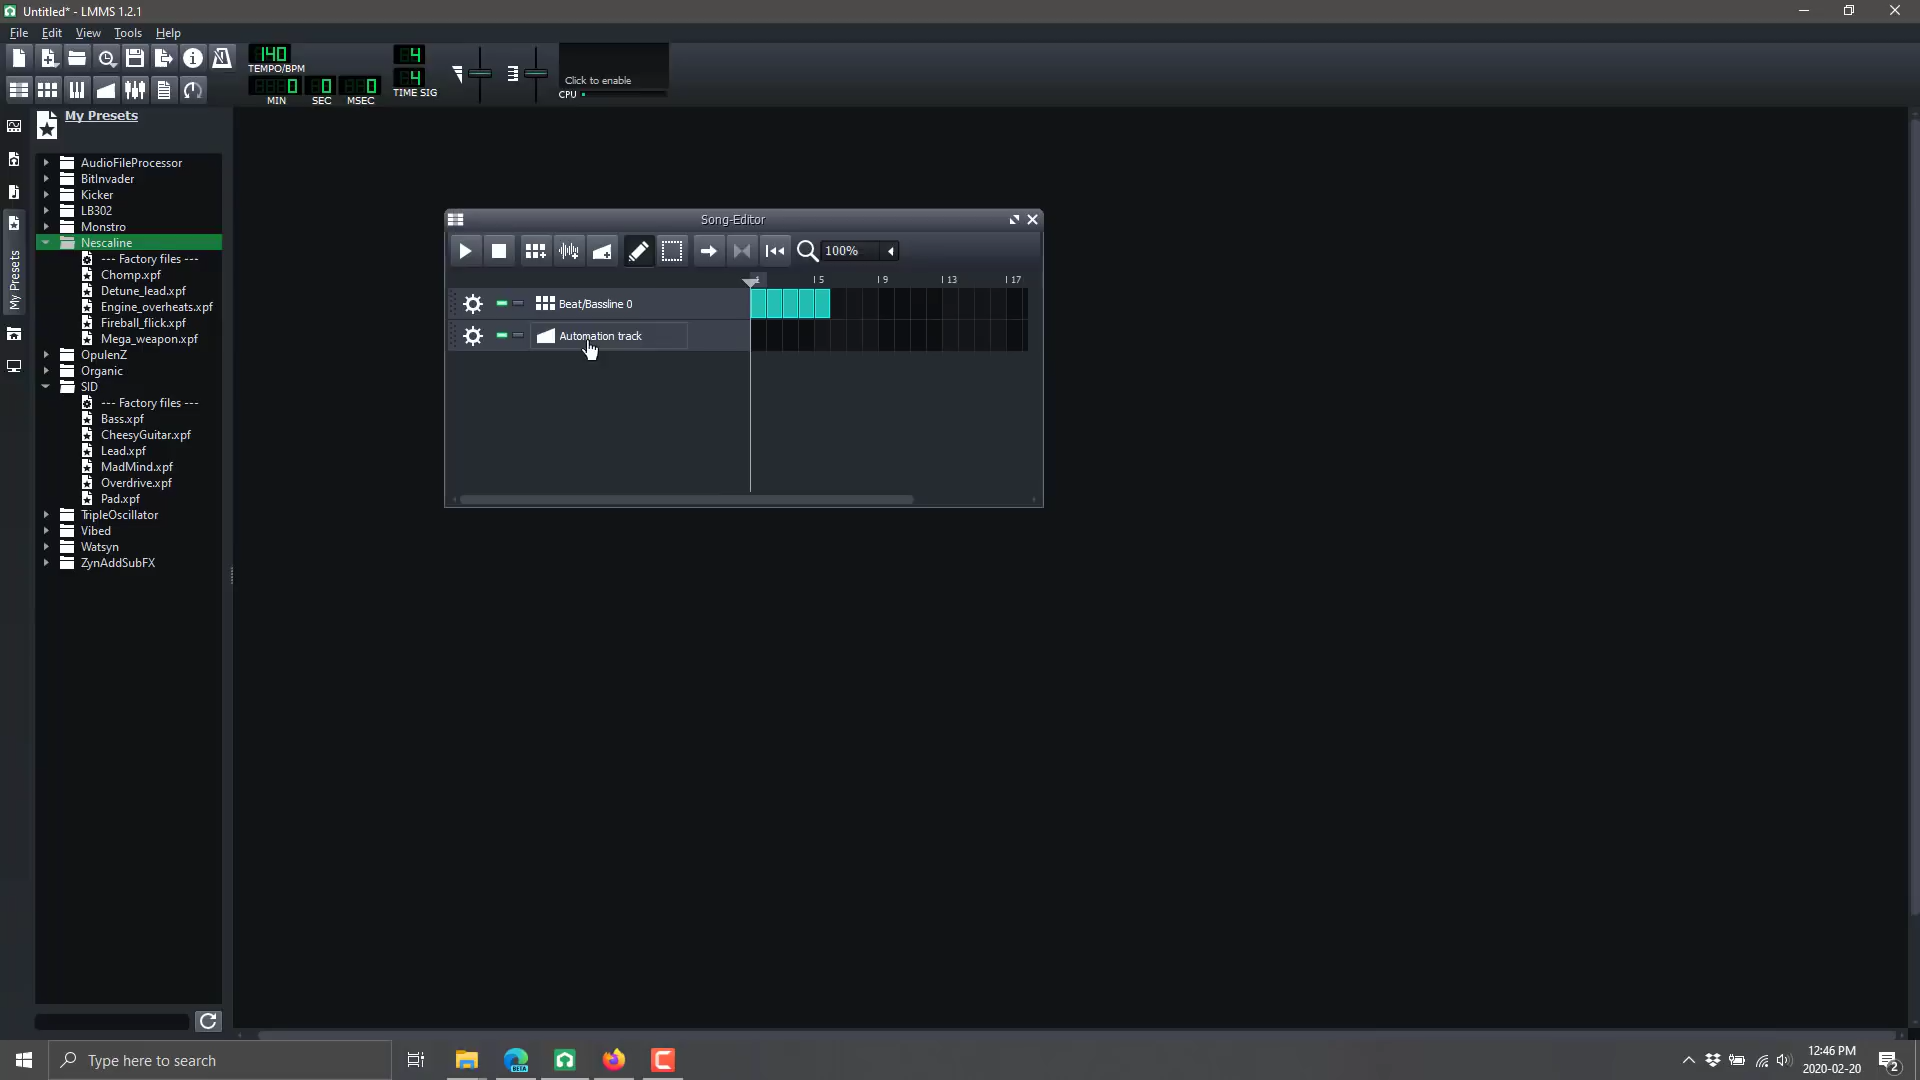 Untitled* - LMMS 1.2.1
File Edit View Tools Help
140
TEMPO/BPM
0 0 0
MIN SEC MSEC
4
4
TIME SIG
Click to enable
CPU
My Presets
My Presets
AudioFileProcessor
BitInvader
Kicker
LB302
Monstro
Nescaline
--- Factory files ---
Chomp.xpf
Detune_lead.xpf
Engine_overheats.xpf
Fireball_flick.xpf
Mega_weapon.xpf
OpulenZ
Organic
SID
--- Factory files ---
Bass.xpf
CheesyGuitar.xpf
Lead.xpf
MadMind.xpf
Overdrive.xpf
Pad.xpf
TripleOscillator
Vibed
Watsyn
ZynAddSubFX
Song-Editor
100%
5 9 13 17
Beat/Bassline 0
Automation track
Type here to search
BETA
12:46 PM
2020-02-20
2